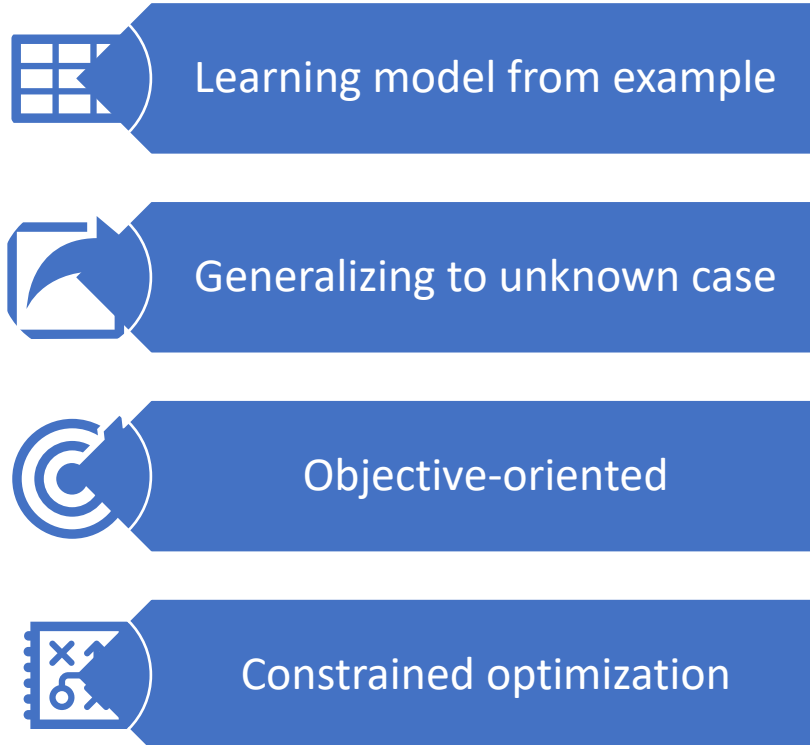 Learning model from example
Generalizing to unknown case
Objective-oriented
Constrained optimization